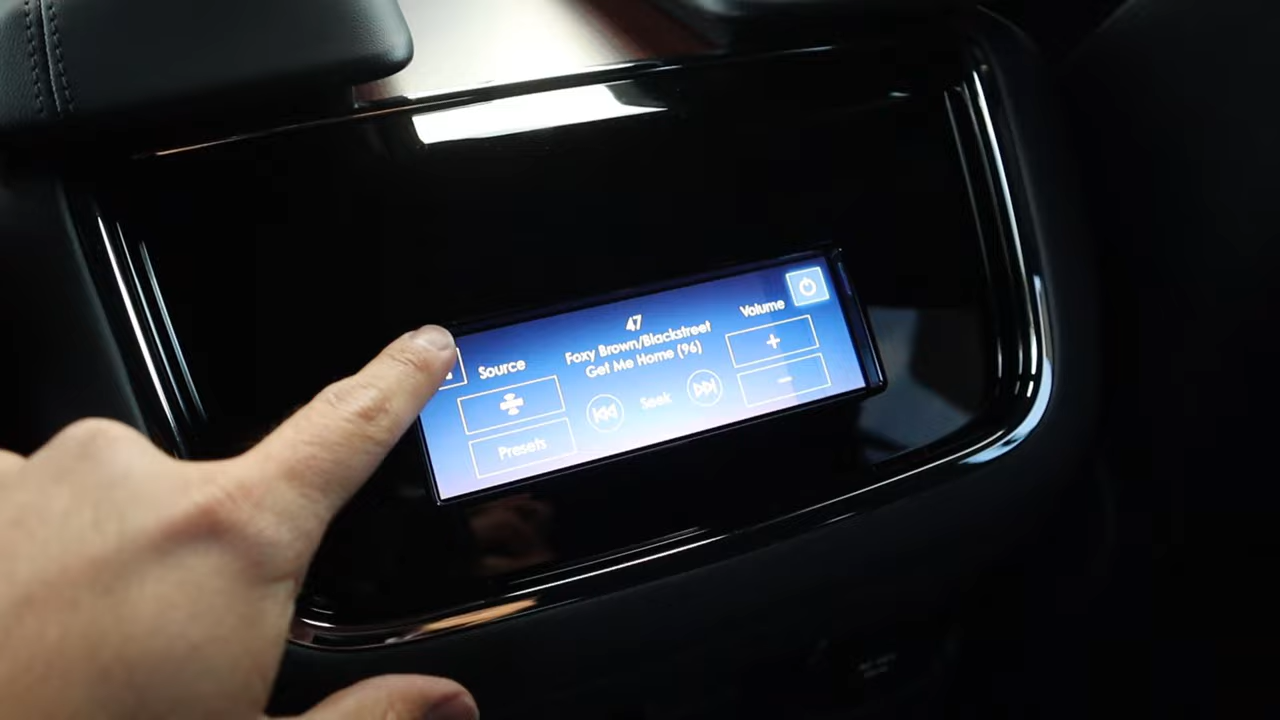 47
Foxy Brown/Blackstreet
Get Me Home (96)
Source
Presets
Seek
Volume
+
-